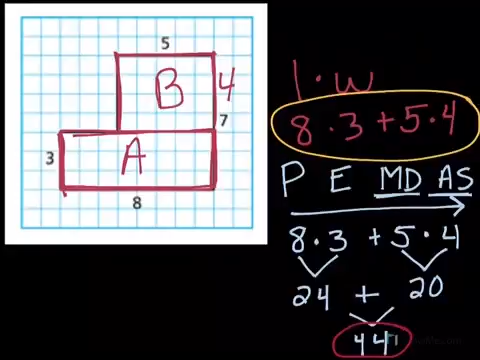 5
B
4
7
3
A
8
l · w
8 · 3 + 5 · 4
P E MD AS
8 · 3 + 5 · 4
24 + 20
44